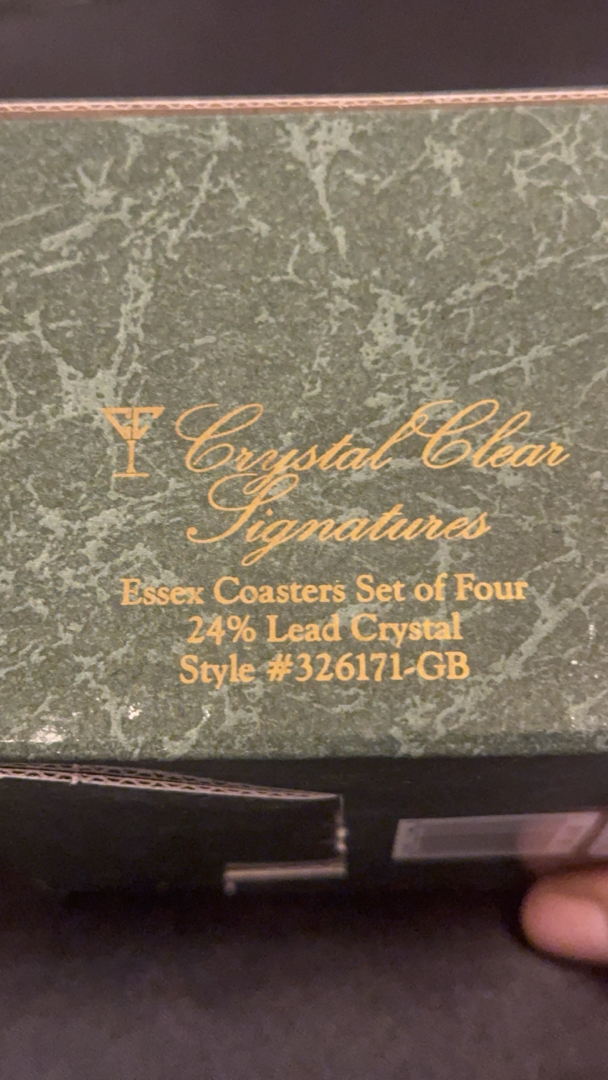 Crystal Clear
Signatures
Essex Coasters Set of Four
24% Lead Crystal
Style #326171-GB